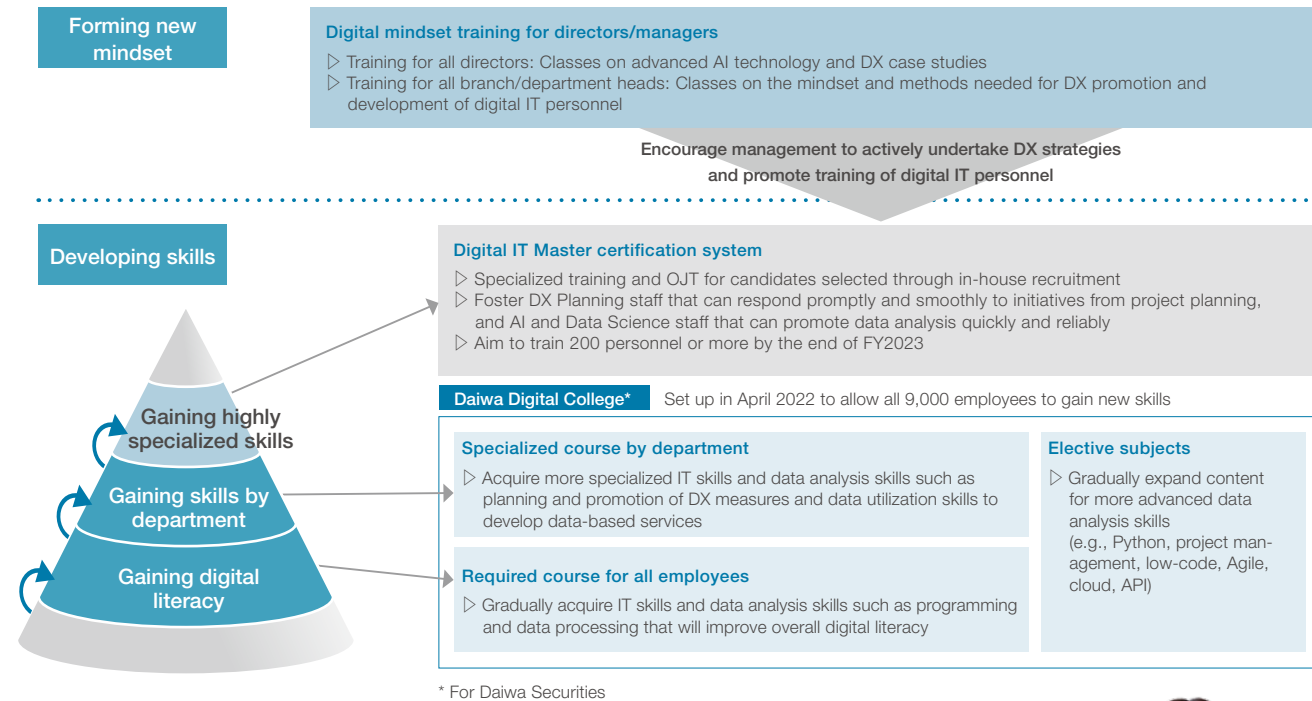 Forming new
mindset
Digital mindset training for directors/managers
▷ Training for all directors: Classes on advanced AI technology and DX case studies
▷ Training for all branch/department heads: Classes on the mindset and methods needed for DX promotion and
development of digital IT personnel
Encourage management to actively undertake DX strategies
and promote training of digital IT personnel
Developing skills
Gaining highly
specialized skills
Gaining skills by
department
Gaining digital
literacy
Digital IT Master certification system
▷ Specialized training and OJT for candidates selected through in-house recruitment
▷ Foster DX Planning staff that can respond promptly and smoothly to initiatives from project planning,
and AI and Data Science staff that can promote data analysis quickly and reliably
▷ Aim to train 200 personnel or more by the end of FY2023
Daiwa Digital College* Set up in April 2022 to allow all 9,000 employees to gain new skills
Specialized course by department
▷ Acquire more specialized IT skills and data analysis skills such as
planning and promotion of DX measures and data utilization skills to
develop data-based services
Required course for all employees
▷ Gradually acquire IT skills and data analysis skills such as programming
and data processing that will improve overall digital literacy
Elective subjects
▷ Gradually expand content
for more advanced data
analysis skills
(e.g., Python, project man-
agement, low-code, Agile,
cloud, API)
* For Daiwa Securities